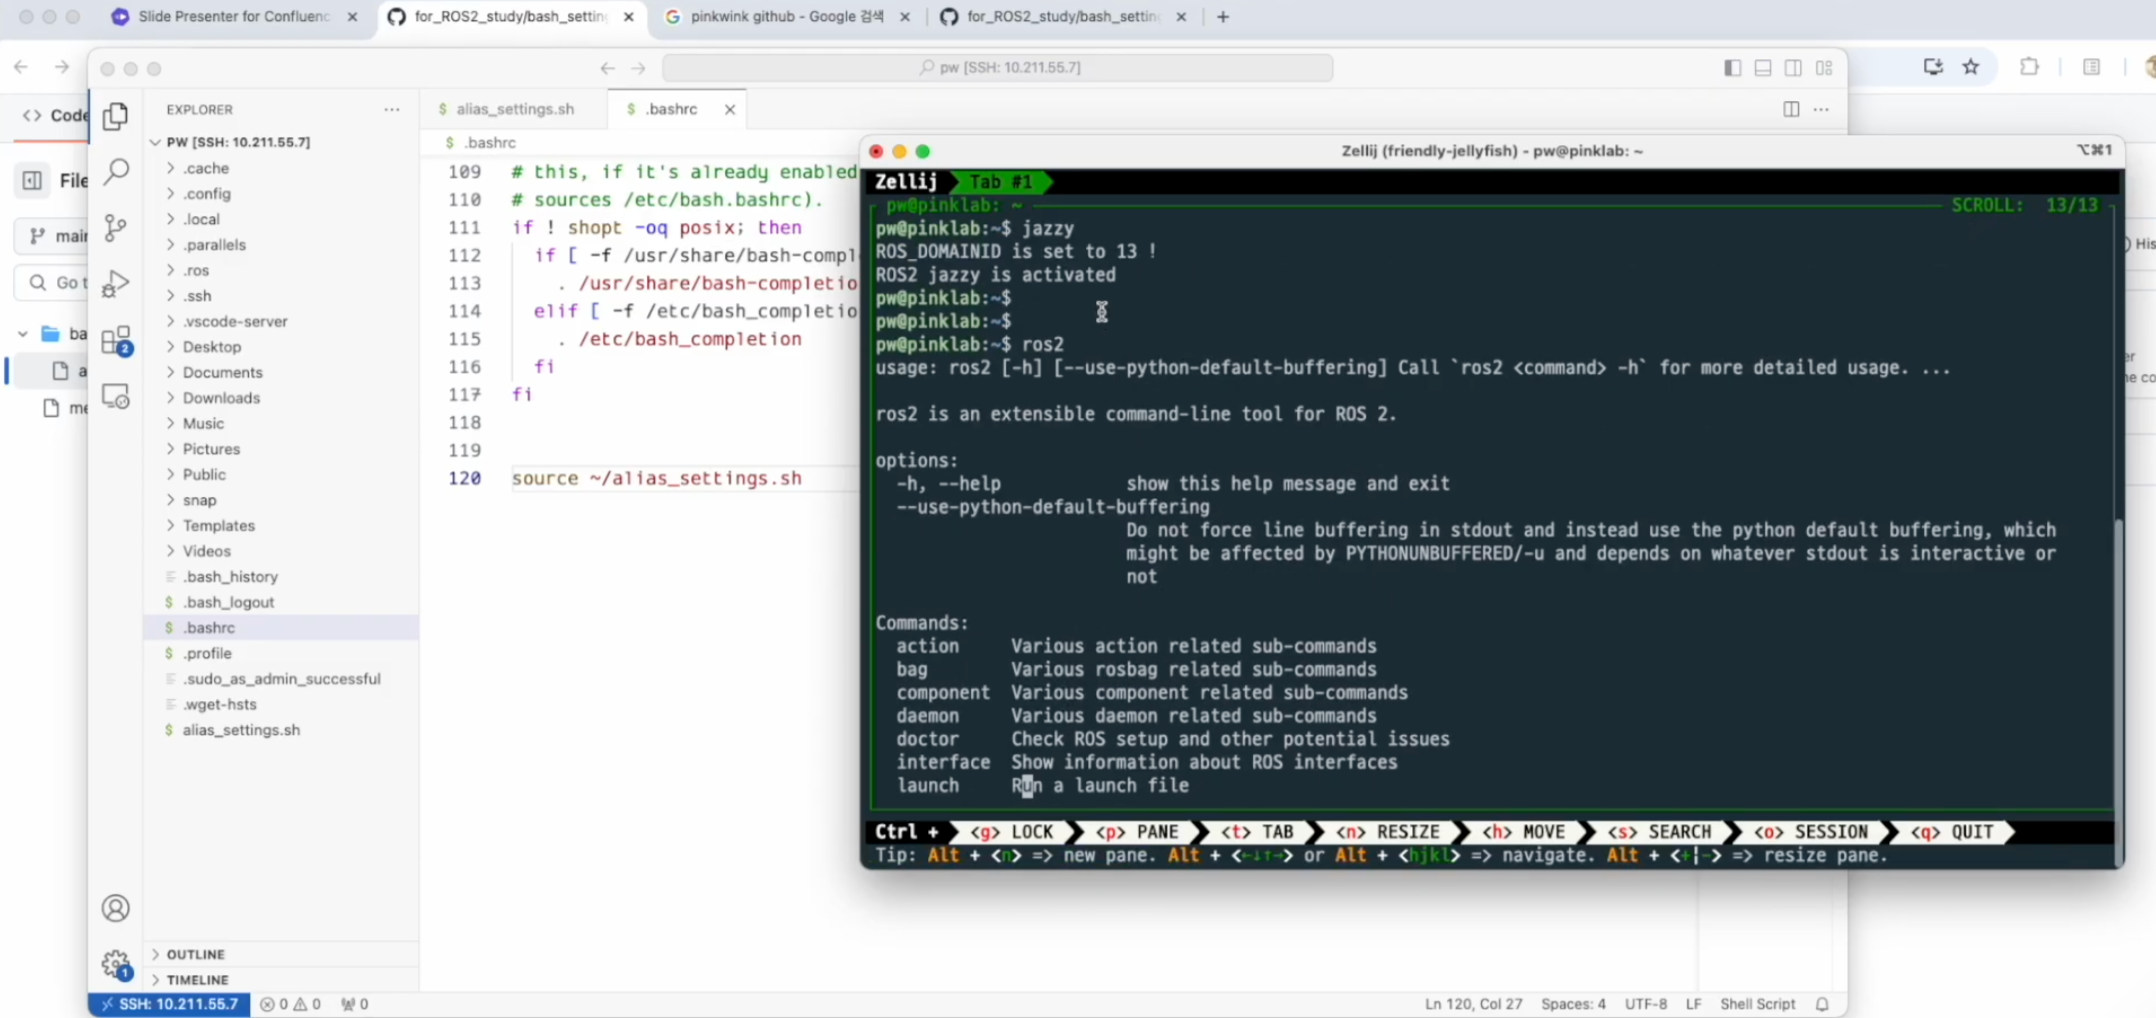 Slide Presenter for Confluenc
for_ROS2_study/bash_settin
pinkwink github - Google 검색
for_ROS2_study/bash_settin
pw [SSH: 10.211.55.7]
Code
File
main
Go t
ba
a
me
His
er
he co
EXPLORER
PW [SSH: 10.211.55.7]
.cache
.config
.local
.parallels
.ros
.ssh
.vscode-server
Desktop
Documents
Downloads
Music
Pictures
Public
snap
Templates
Videos
.bash_history
.bash_logout
.bashrc
.profile
.sudo_as_admin_successful
.wget-hsts
alias_settings.sh
OUTLINE
TIMELINE
2
1
alias_settings.sh
.bashrc
$ .bashrc
109 # this, if it's already enabled
110 # sources /etc/bash.bashrc).
111 if ! shopt -oq posix; then
112 if [ -f /usr/share/bash-compl
113 . /usr/share/bash-completio
114 elif [ -f /etc/bash_completio
115 . /etc/bash_completion
116 fi
117 fi
118
119
120 source ~/alias_settings.sh
Zellij (friendly-jellyfish) - pw@pinklab: ~
⌥⌘1
Zellij Tab #1
pw@pinklab: ~ SCROLL: 13/13
pw@pinklab:~$ jazzy
ROS_DOMAINID is set to 13 !
ROS2 jazzy is activated
pw@pinklab:~$
pw@pinklab:~$
pw@pinklab:~$ ros2
usage: ros2 [-h] [--use-python-default-buffering] Call `ros2 <command> -h` for more detailed usage. ...
ros2 is an extensible command-line tool for ROS 2.
options:
-h, --help show this help message and exit
--use-python-default-buffering
Do not force line buffering in stdout and instead use the python default buffering, which
might be affected by PYTHONUNBUFFERED/-u and depends on whatever stdout is interactive or
not
Commands:
action Various action related sub-commands
bag Various rosbag related sub-commands
component Various component related sub-commands
daemon Various daemon related sub-commands
doctor Check ROS setup and other potential issues
interface Show information about ROS interfaces
launch Run a launch file
Ctrl + <g> LOCK <p> PANE <t> TAB <n> RESIZE <h> MOVE <s> SEARCH <o> SESSION <q> QUIT
Tip: Alt + <n> => new pane. Alt + <←↓↑→> or Alt + <hjkl> => navigate. Alt + <+|-> => resize pane.
SSH: 10.211.55.7 0 0 0
Ln 120, Col 27 Spaces: 4 UTF-8 LF Shell Script